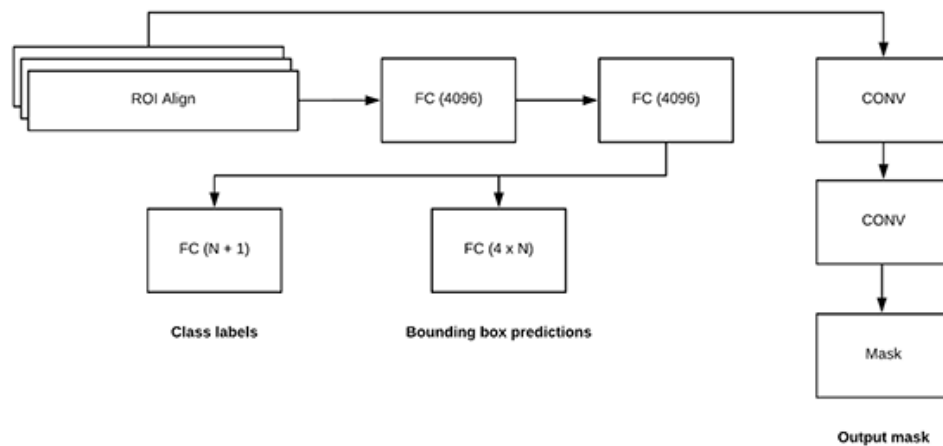 ROI Align
FC (4096)
FC (4096)
CONV
CONV
FC (N + 1)
FC (4 x N)
Class labels
Bounding box predictions
Mask
Output mask